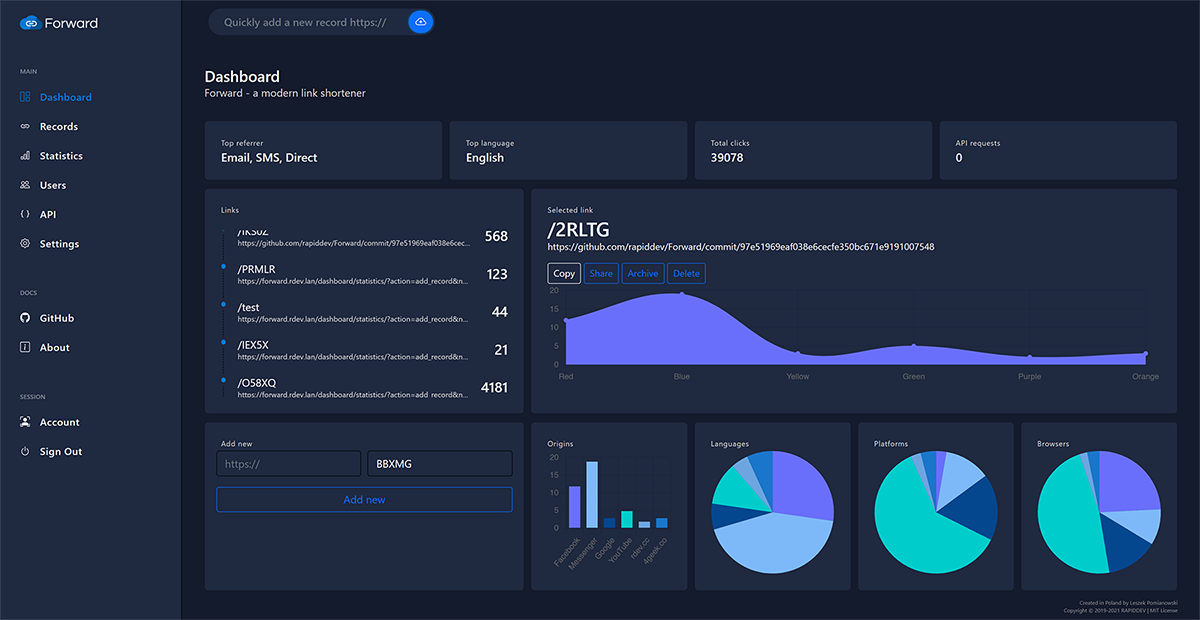 Forward
Quickly add a new record https://
MAIN
Dashboard
Records
Statistics
Users
API
Settings
DOCS
GitHub
About
SESSION
Account
Sign Out
Dashboard
Forward - a modern link shortener
Top referrer
Email, SMS, Direct
Top language
English
Total clicks
39078
API requests
0
Links
https://github.com/rapiddev/Forward/commit/97e51969eaf038e6cec...
568
/PRMLR
https://forward.rdev.lan/dashboard/statistics/?action=add_record&n...
123
/test
https://forward.rdev.lan/dashboard/statistics/?action=add_record&n...
44
/IEX5X
https://forward.rdev.lan/dashboard/statistics/?action=add_record&n...
21
/O58XQ
https://forward.rdev.lan/dashboard/statistics/?action=add_record&n...
4181
Selected link
/2RLTG
https://github.com/rapiddev/Forward/commit/97e51969eaf038e6cecfe350bc671e9191007548
Copy Share Archive Delete
20
15
10
5
0
Red Blue Yellow Green Purple Orange
Add new
https://
BBXMG
Add new
Origins
20
15
10
5
0
Facebook Messenger Google YouTube rdev.cc 4geek.co
Languages
Platforms
Browsers
Created in Poland by Leszek Pomianowski
Copyright © 2019-2021 RAPIDDEV | MIT License